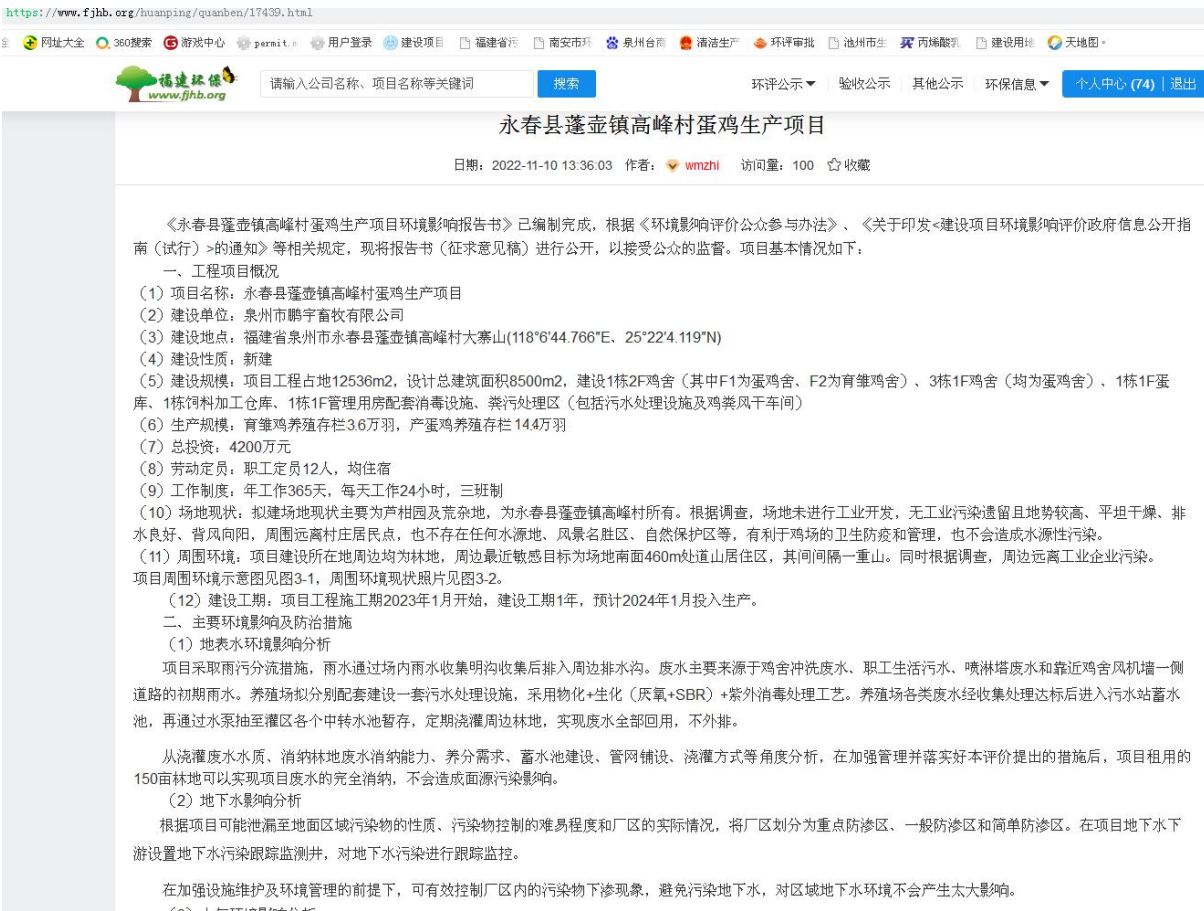 https://www.fjhb.org/huanping/quanben/17439.html
网址大全 360搜索 游戏中心 permit. 用户登录 建设项目 福建省污 南安市环 泉州台商 清洁生产 环评审批 池州市生 丙烯酸乳 建设用地 天地图·
福建环保
www.fjhb.org
请输入公司名称、项目名称等关键词 搜索 环评公示 验收公示 其他公示 环保信息 个人中心 (74) | 退出
永春县蓬壶镇高峰村蛋鸡生产项目
日期：2022-11-10 13:36:03 作者： wmzhi 访问量：100 收藏
《永春县蓬壶镇高峰村蛋鸡生产项目环境影响报告书》已编制完成，根据《环境影响评价公众参与办法》、《关于印发<建设项目环境影响评价政府信息公开指
南（试行）>的通知》等相关规定，现将报告书（征求意见稿）进行公开，以接受公众的监督。项目基本情况如下：
一、工程项目概况
（1）项目名称：永春县蓬壶镇高峰村蛋鸡生产项目
（2）建设单位：泉州市鹏宇畜牧有限公司
（3）建设地点：福建省泉州市永春县蓬壶镇高峰村大寨山(118°6'44.766"E、25°22'4.119"N)
（4）建设性质：新建
（5）建设规模：项目工程占地12536m2，设计总建筑面积8500m2，建设1栋2F鸡舍（其中F1为蛋鸡舍、F2为育雏鸡舍）、3栋1F鸡舍（均为蛋鸡舍）、1栋1F蛋
库、1栋饲料加工仓库、1栋1F管理用房配套消毒设施、粪污处理区（包括污水处理设施及鸡粪风干车间）
（6）生产规模：育雏鸡养殖存栏3.6万羽，产蛋鸡养殖存栏14.4万羽
（7）总投资：4200万元
（8）劳动定员：职工定员12人，均住宿
（9）工作制度：年工作365天，每天工作24小时，三班制
（10）场地现状：拟建场地现状主要为芦柑园及荒杂地，为永春县蓬壶镇高峰村所有。根据调查，场地未进行工业开发，无工业污染遗留且地势较高、平坦干燥、排
水良好、背风向阳，周围远离村庄居民点，也不存在任何水源地、风景名胜区、自然保护区等，有利于鸡场的卫生防疫和管理，也不会造成水源性污染。
（11）周围环境：项目建设所在地周边均为林地，周边最近敏感目标为场地南面460m处道山居住区，其间间隔一重山。同时根据调查，周边远离工业企业污染。
项目周围环境示意图见图3-1，周围环境现状照片见图3-2。
（12）建设工期：项目工程施工期2023年1月开始，建设工期1年，预计2024年1月投入生产。
二、主要环境影响及防治措施
（1）地表水环境影响分析
项目采取雨污分流措施，雨水通过场内雨水收集明沟收集后排入周边排水沟。废水主要来源于鸡舍冲洗废水、职工生活污水、喷淋塔废水和靠近鸡舍风机墙一侧
道路的初期雨水。养殖场拟分别配套建设一套污水处理设施，采用物化+生化（厌氧+SBR）+紫外消毒处理工艺。养殖场各类废水经收集处理达标后进入污水站蓄水
池，再通过水泵抽至灌区各个中转水池暂存，定期浇灌周边林地，实现废水全部回用，不外排。
从浇灌废水水质、消纳林地废水消纳能力、养分需求、蓄水池建设、管网铺设、浇灌方式等角度分析，在加强管理并落实好本评价提出的措施后，项目租用的
150亩林地可以实现项目废水的完全消纳，不会造成面源污染影响。
（2）地下水影响分析
根据项目可能泄漏至地面区域污染物的性质、污染物控制的难易程度和厂区的实际情况，将厂区划分为重点防渗区、一般防渗区和简单防渗区。在项目地下水下
游设置地下水污染跟踪监测井，对地下水污染进行跟踪监控。
在加强设施维护及环境管理的前提下，可有效控制厂区内的污染物下渗现象，避免污染地下水，对区域地下水环境不会产生太大影响。